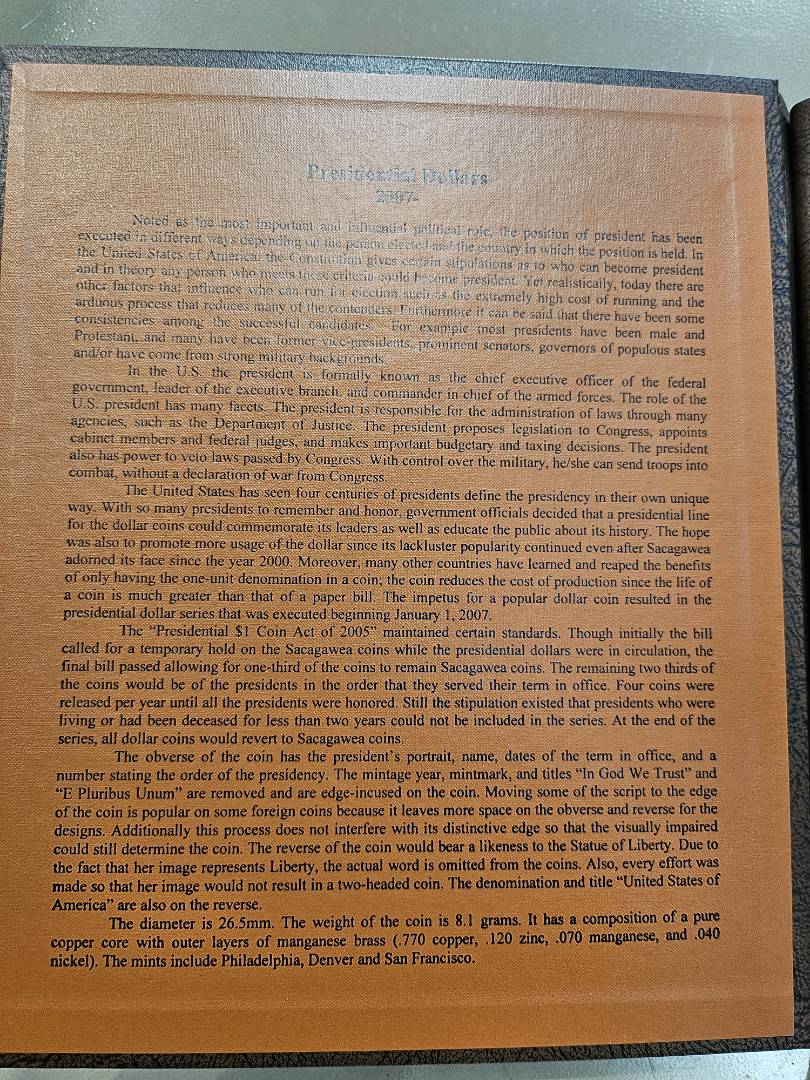 Presidential Dollars
2007-
Noted as the most important and influential political role, the position of president has been
executed in different ways depending on the person elected and the country in which the position is held. In
the United States of America, the Constitution gives certain stipulations as to who can become president
and in theory any person who meets these criteria could become president. Yet realistically, today there are
other factors that influence who can run for election such as the extremely high cost of running and the
arduous process that reduces many of the contenders. Furthermore it can be said that there have been some
consistencies among the successful candidates. For example most presidents have been male and
Protestant, and many have been former vice-presidents, prominent senators, governors of populous states
and/or have come from strong military backgrounds.
In the U.S. the president is formally known as the chief executive officer of the federal
government, leader of the executive branch, and commander in chief of the armed forces. The role of the
U.S. president has many facets. The president is responsible for the administration of laws through many
agencies, such as the Department of Justice. The president proposes legislation to Congress, appoints
cabinet members and federal judges, and makes important budgetary and taxing decisions. The president
also has power to veto laws passed by Congress. With control over the military, he/she can send troops into
combat, without a declaration of war from Congress.
The United States has seen four centuries of presidents define the presidency in their own unique
way. With so many presidents to remember and honor, government officials decided that a presidential line
for the dollar coins could commemorate its leaders as well as educate the public about its history. The hope
was also to promote more usage of the dollar since its lackluster popularity continued even after Sacagawea
adorned its face since the year 2000. Moreover, many other countries have learned and reaped the benefits
of only having the one-unit denomination in a coin; the coin reduces the cost of production since the life of
a coin is much greater than that of a paper bill. The impetus for a popular dollar coin resulted in the
presidential dollar series that was executed beginning January 1, 2007.
The “Presidential $1 Coin Act of 2005” maintained certain standards. Though initially the bill
called for a temporary hold on the Sacagawea coins while the presidential dollars were in circulation, the
final bill passed allowing for one-third of the coins to remain Sacagawea coins. The remaining two thirds of
the coins would be of the presidents in the order that they served their term in office. Four coins were
released per year until all the presidents were honored. Still the stipulation existed that presidents who were
living or had been deceased for less than two years could not be included in the series. At the end of the
series, all dollar coins would revert to Sacagawea coins.
The obverse of the coin has the president’s portrait, name, dates of the term in office, and a
number stating the order of the presidency. The mintage year, mintmark, and titles “In God We Trust” and
“E Pluribus Unum” are removed and are edge-incused on the coin. Moving some of the script to the edge
of the coin is popular on some foreign coins because it leaves more space on the obverse and reverse for the
designs. Additionally this process does not interfere with its distinctive edge so that the visually impaired
could still determine the coin. The reverse of the coin would bear a likeness to the Statue of Liberty. Due to
the fact that her image represents Liberty, the actual word is omitted from the coins. Also, every effort was
made so that her image would not result in a two-headed coin. The denomination and title “United States of
America” are also on the reverse.
The diameter is 26.5mm. The weight of the coin is 8.1 grams. It has a composition of a pure
copper core with outer layers of manganese brass (.770 copper, .120 zinc, .070 manganese, and .040
nickel). The mints include Philadelphia, Denver and San Francisco.